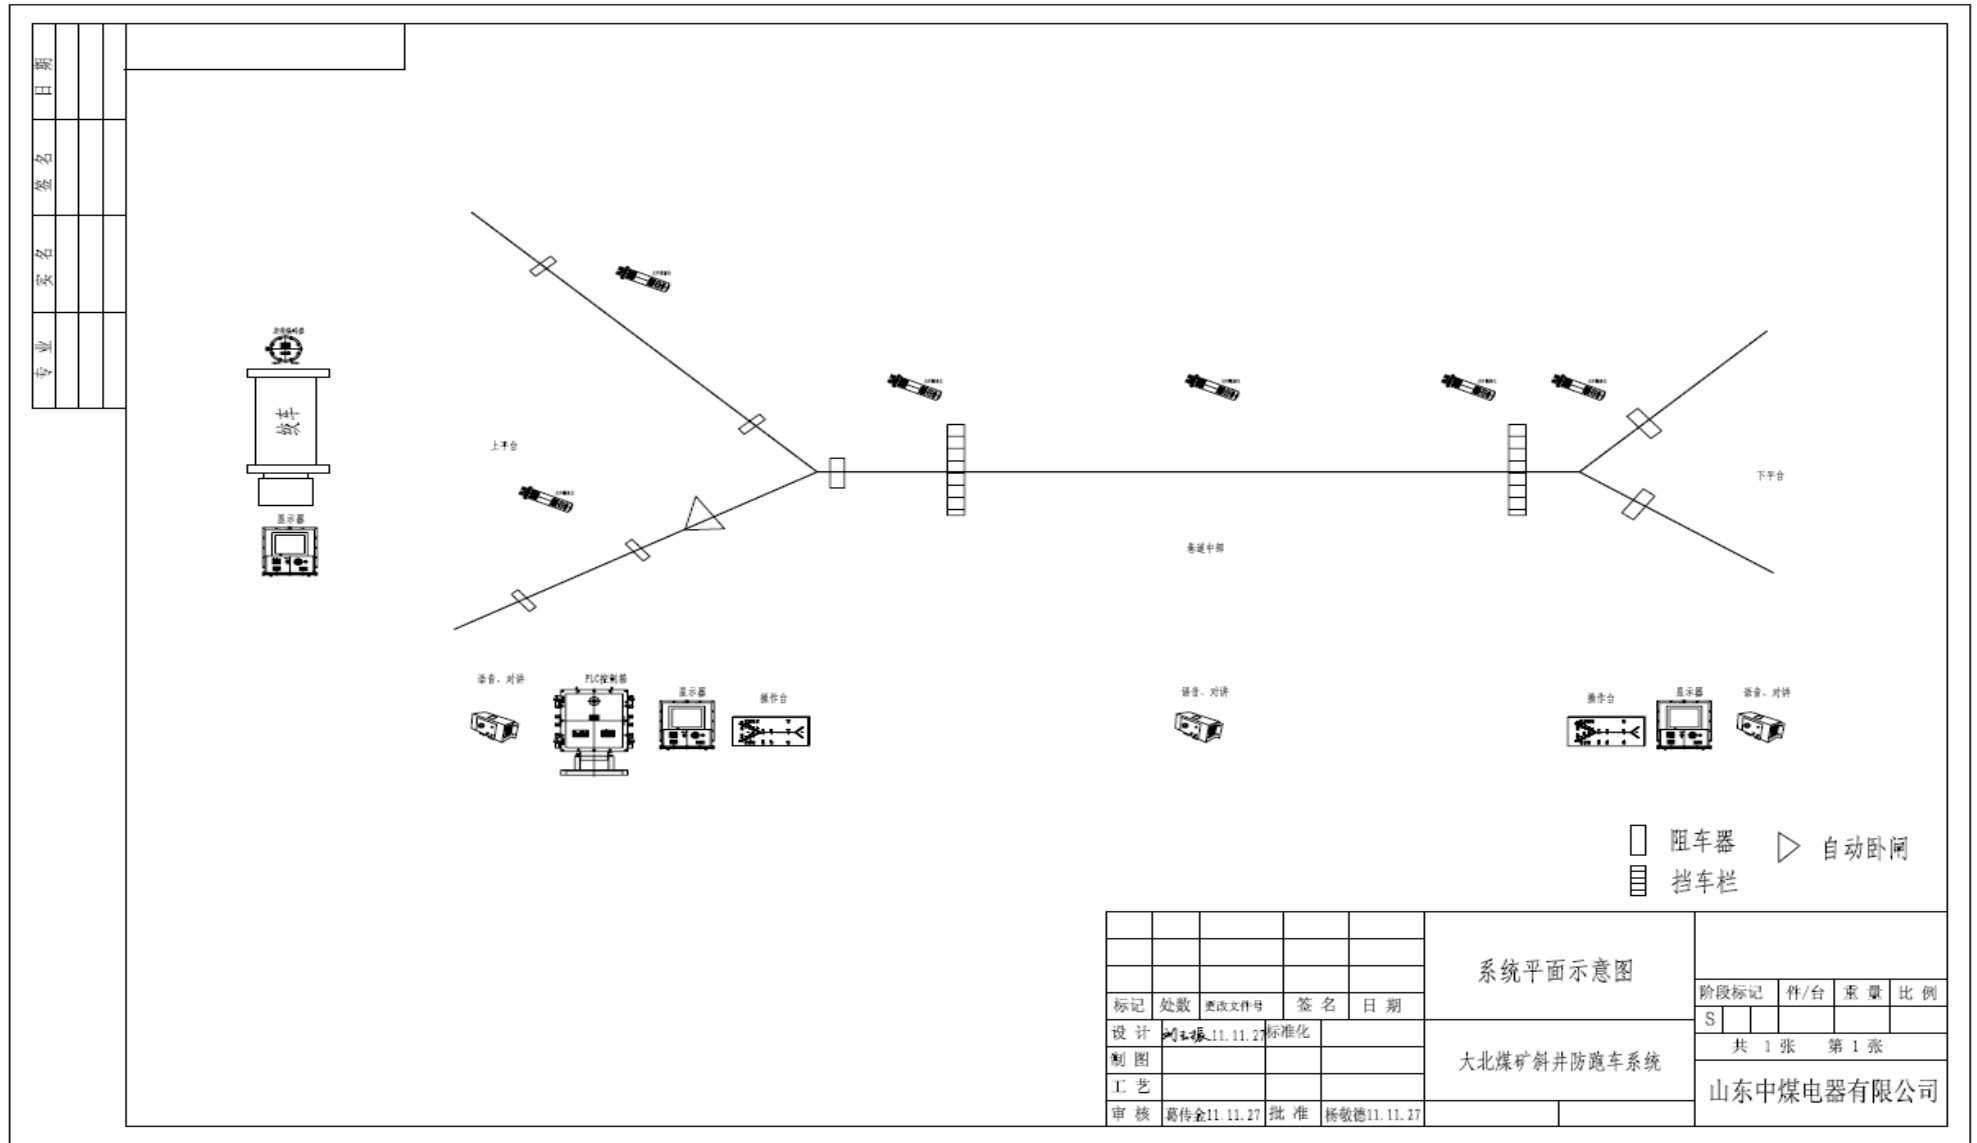 日期
签名
实名
专业
绞车
显示器
上平台
下平台
巷道中部
语音、对讲
PLC控制箱
显示器
操作台
语音、对讲
操作台
显示器
语音、对讲
阻车器
自动卧闸
挡车栏
系统平面示意图
阶段标记 件/台 重量 比例
标记 处数 更改文件号 签名 日期
S
设计 11.11.27 标准化
共 1 张 第 1 张
制图
大北煤矿斜井防跑车系统
工艺
山东中煤电器有限公司
审核 葛传金11.11.27 批准 杨敬德11.11.27